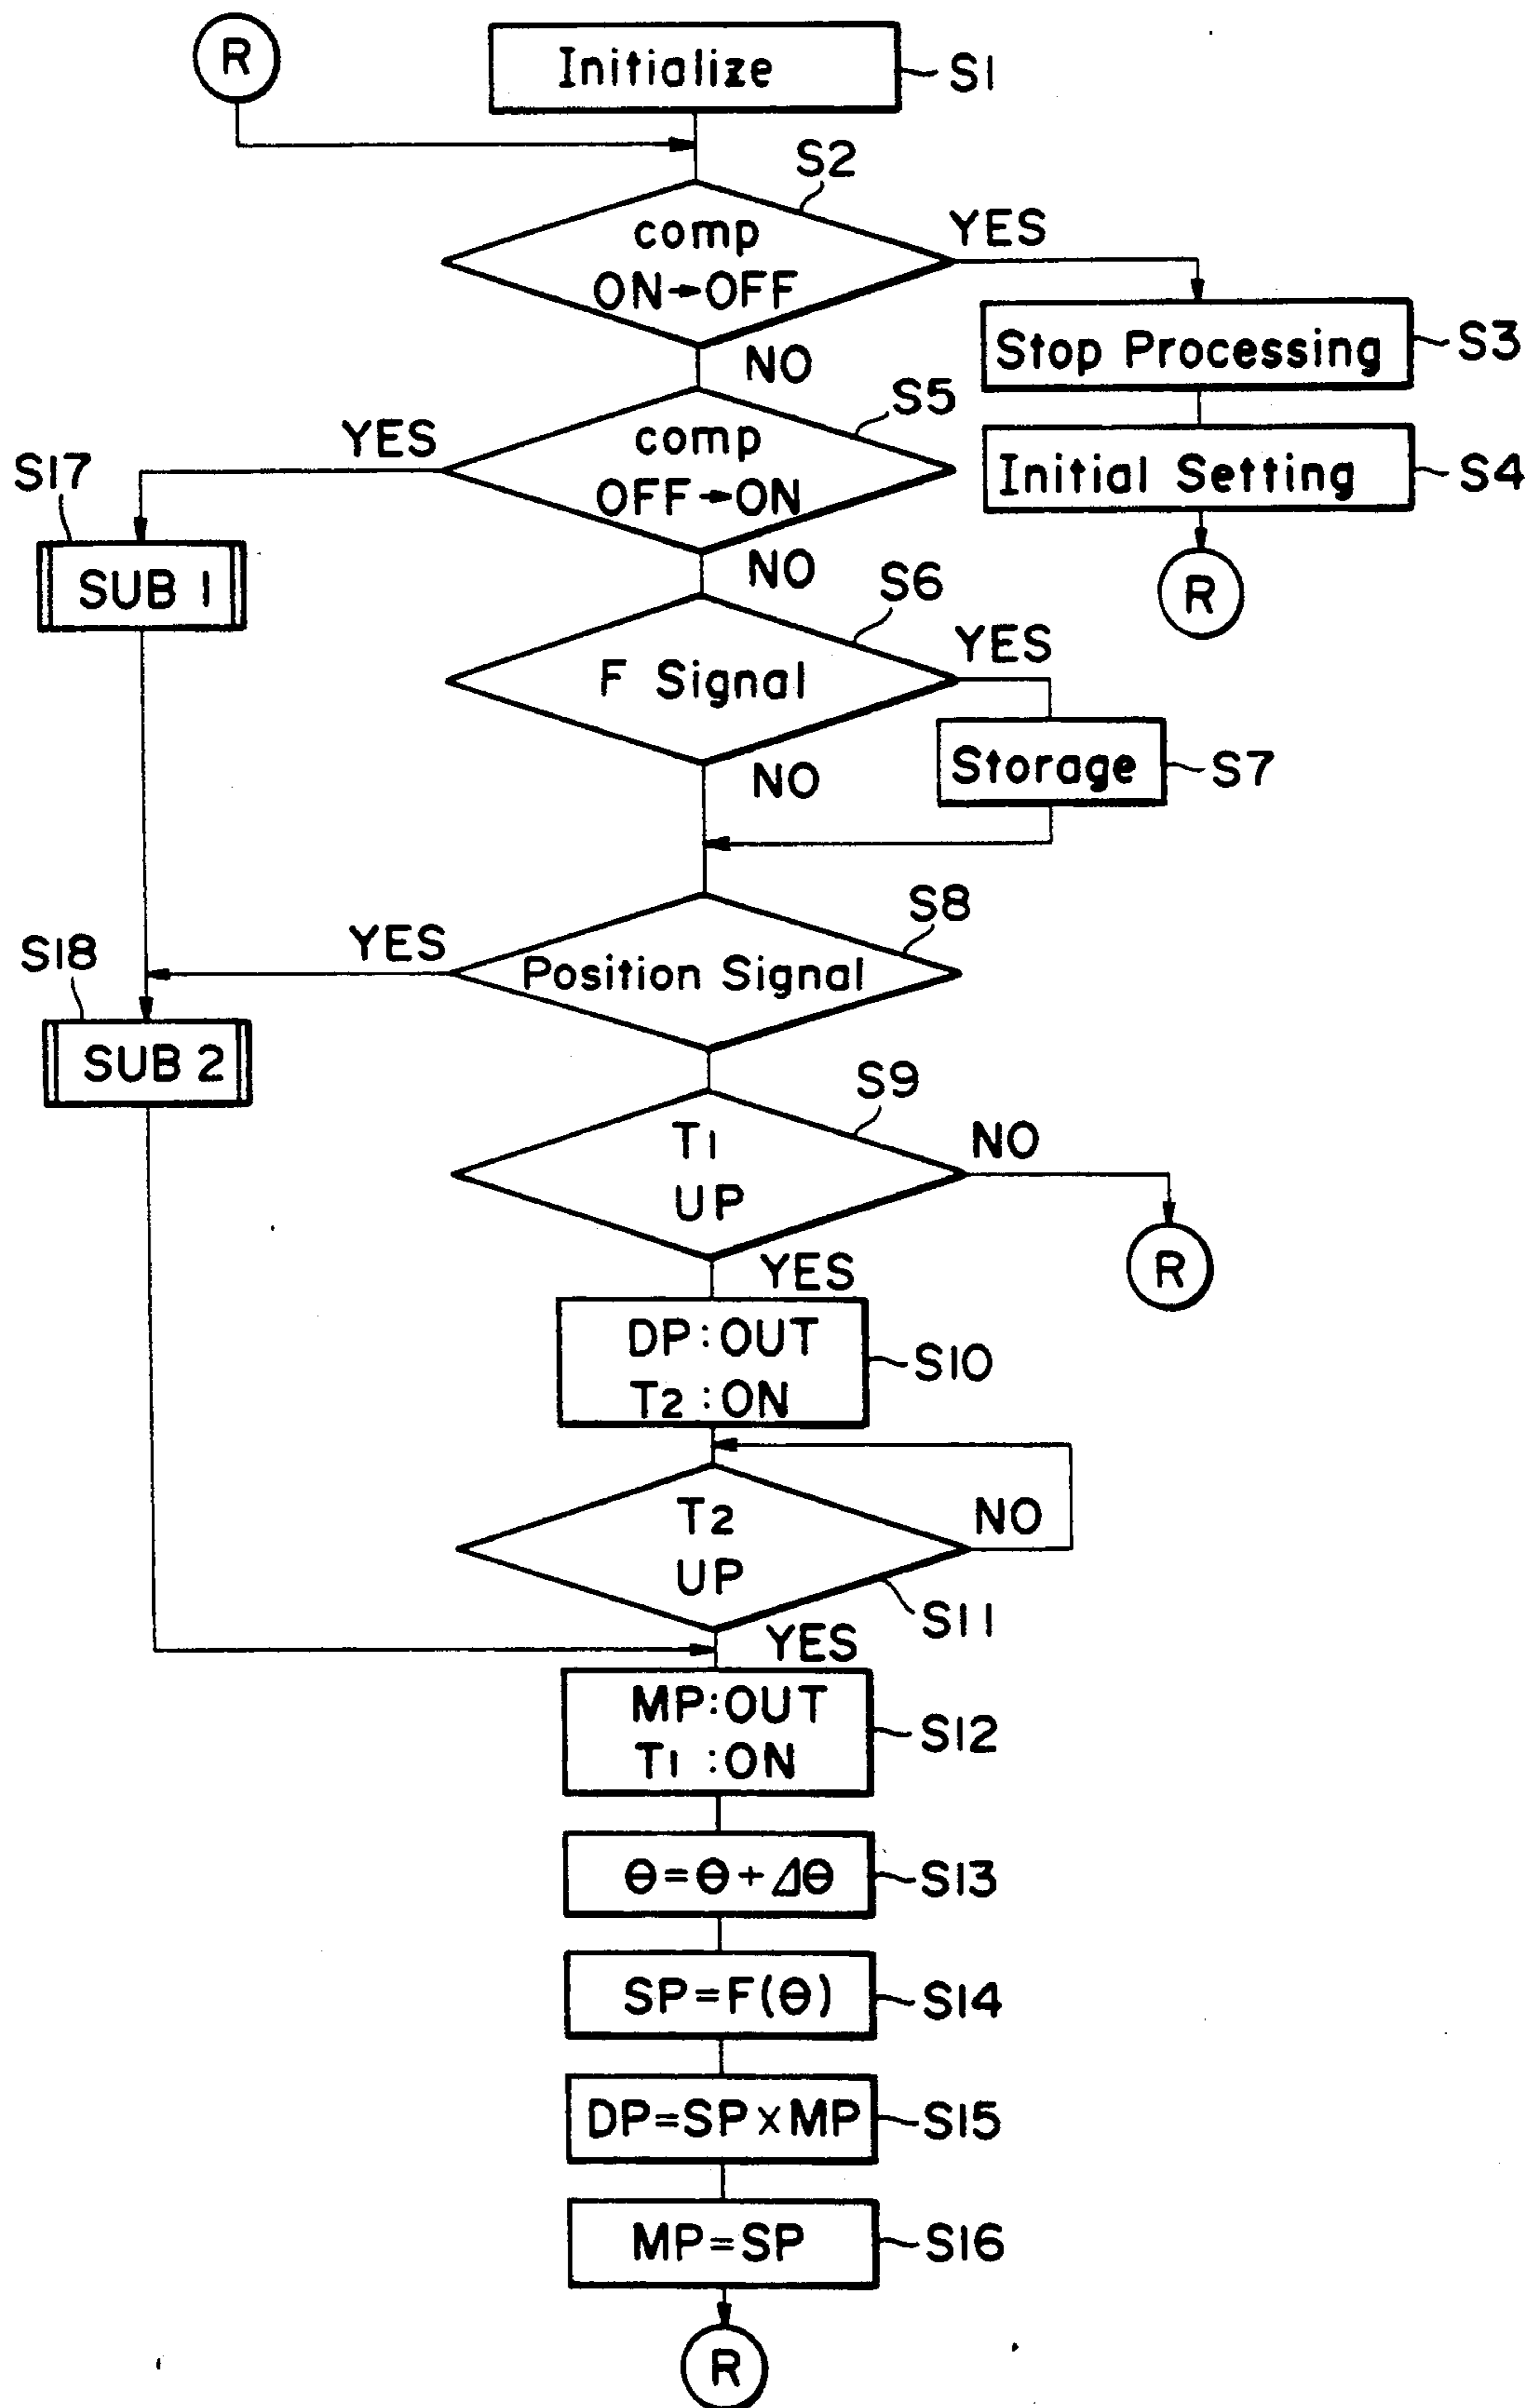 R
Initialize
S1
S2
comp
ON→OFF
YES
Stop Processing
S3
NO
S5
comp
OFF→ON
YES
Initial Setting
S4
R
S17
SUB 1
NO
S6
F Signal
YES
Storage
S7
NO
S8
Position Signal
YES
S18
SUB 2
S9
T1
UP
NO
R
YES
DP:OUT
T2:ON
S10
T2
UP
NO
S11
YES
MP:OUT
T1:ON
S12
θ=θ+Δθ
S13
SP=F(θ)
S14
DP=SP×MP
S15
MP=SP
S16
R